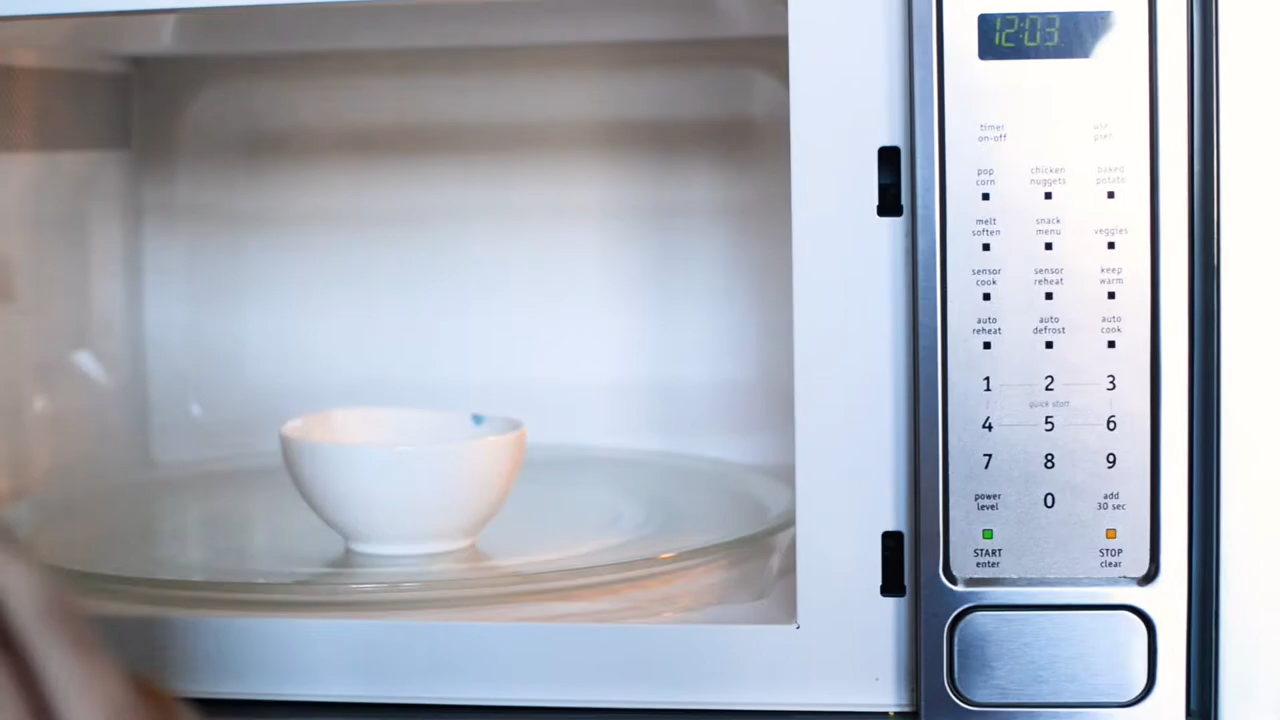 12:03
timer
on-off
pop
corn
chicken
nuggets
baked
potato
melt
soften
snack
menu
veggies
sensor
cook
sensor
reheat
keep
warm
auto
reheat
auto
defrost
auto
cook
1 2 3
quick start
4 5 6
7 8 9
power
level
0
add
30 sec
START
enter
STOP
clear